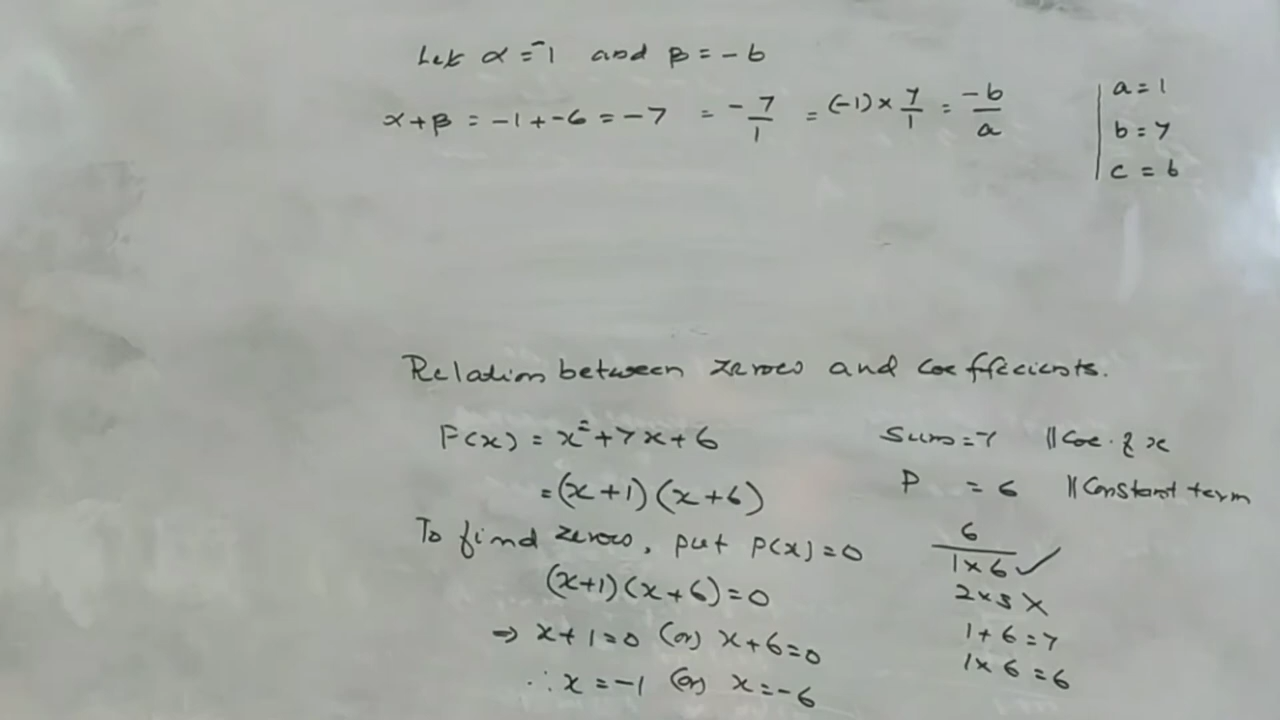 Let α = -1 and β = -6
α+β = -1 + -6 = -7 = -7/1 = (-1) × 7/1 = -b/a
a = 1
b = 7
c = 6
Relation between zeroes and coefficients.
P(x) = x² + 7x + 6
= (x+1)(x+6)
To find zeroes, put p(x) = 0
(x+1)(x+6) = 0
⇒ x+1=0 (or) x+6=0
∴ x = -1 (or) x = -6
Sum = 7 || Coe. of x
P = 6 || Constant term
6
1×6 ✓
2×3 ×
1+6=7
1×6=6